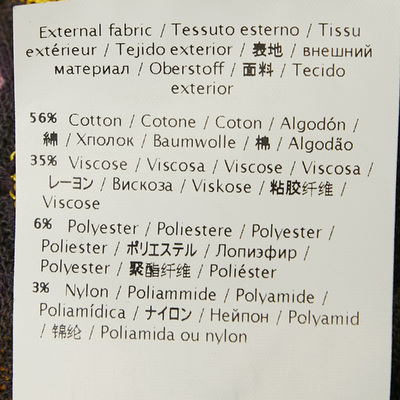 External fabric / Tessuto esterno / Tissu
extérieur / Tejido exterior / 表地 / внешний
материал / Oberstoff / 面料 / Tecido
exterior
56% Cotton / Cotone / Coton / Algodón /
綿 / Хлопок / Baumwolle / 棉 / Algodão
35% Viscose / Viscosa / Viscose / Viscosa /
レーヨン / Вискоза / Viskose / 粘胶纤维 /
Viscose
6% Polyester / Poliestere / Polyester /
Poliester / ポリエステル / Лопиэфир /
Polyester / 聚酯纤维 / Poliéster
3% Nylon / Poliammide / Polyamide /
Poliamídica / ナイロン / Нейпон / Polyamid
/ 锦纶 / Poliamida ou nylon